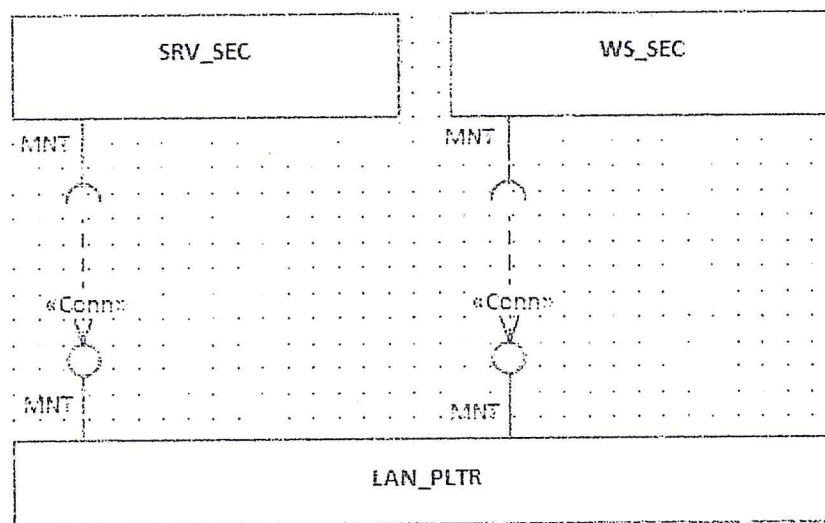 SRV_SEC
WS_SEC
MNT
MNT
«Conn»
«Conn»
MNT
MNT
LAN_PLTR